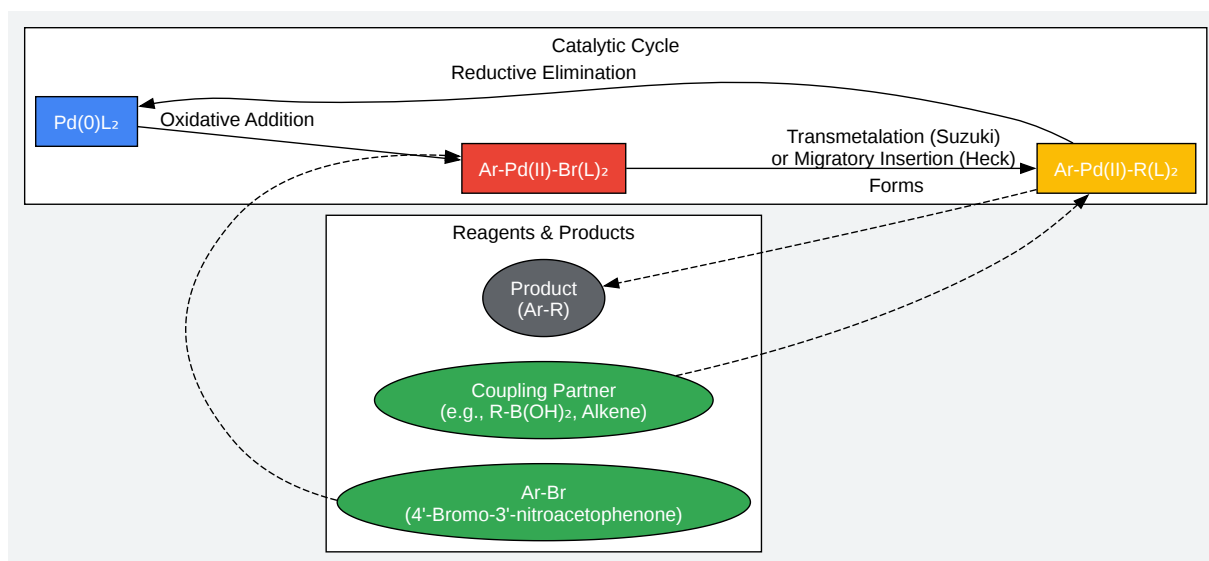 Catalytic Cycle
Reductive Elimination
Pd(0)L₂
Oxidative Addition
Ar-Pd(II)-Br(L)₂
Transmetalation (Suzuki)
or Migratory Insertion (Heck)
Forms
Ar-Pd(II)-R(L)₂
Reagents & Products
Product
(Ar-R)
Coupling Partner
(e.g., R-B(OH)₂, Alkene)
Ar-Br
(4'-Bromo-3'-nitroacetophenone)